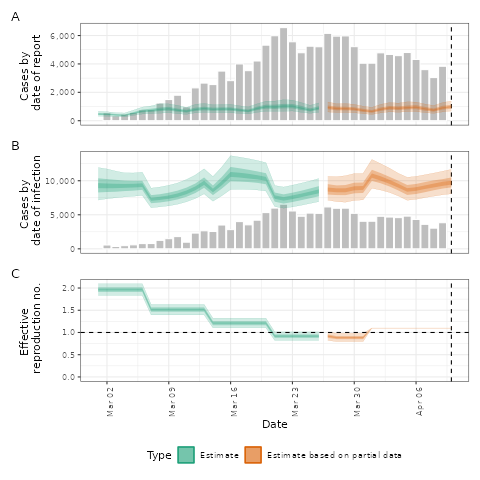 A
Cases by
date of report
6,000
4,000
2,000
0
B
Cases by
date of infection
10,000
5,000
0
C
Effective
reproduction no.
2.0
1.5
1.0
0.5
0.0
Mar 02
Mar 09
Mar 16
Mar 23
Mar 30
Apr 06
Date
Type Estimate Estimate based on partial data